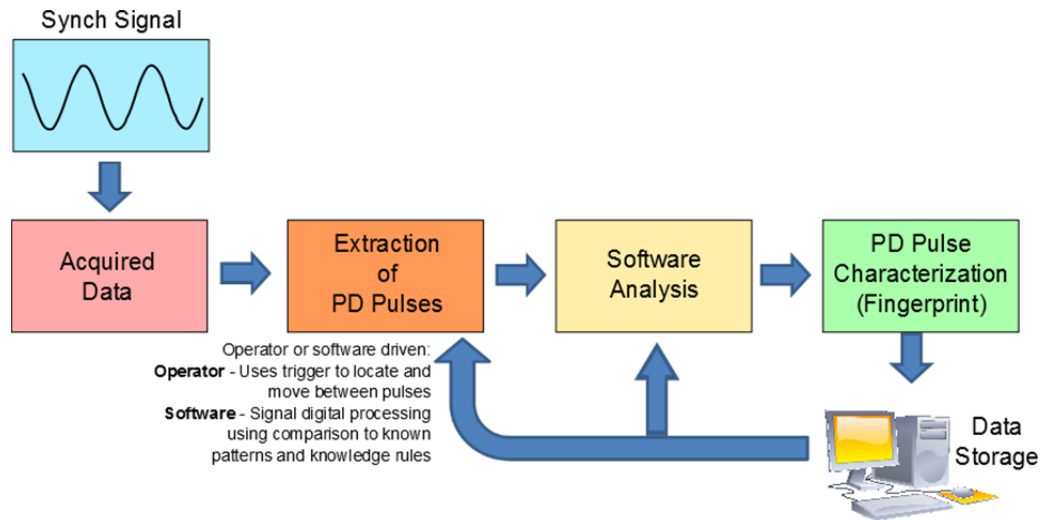 Synch Signal
Acquired
Data
Extraction
of
PD Pulses
Software
Analysis
PD Pulse
Characterization
(Fingerprint)
Operator or software driven:
Operator - Uses trigger to locate and
move between pulses
Software - Signal digital processing
using comparison to known
patterns and knowledge rules
Data
Storage